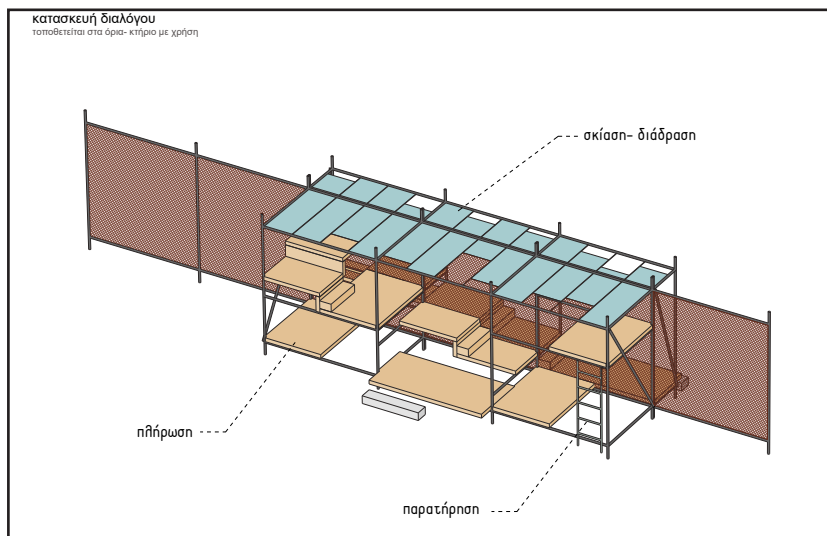 κατασκευή διαλόγου
τοποθετείται στα όρια- κτήριο με χρήση
σκίαση- διάδραση
πλήρωση
παρατήρηση